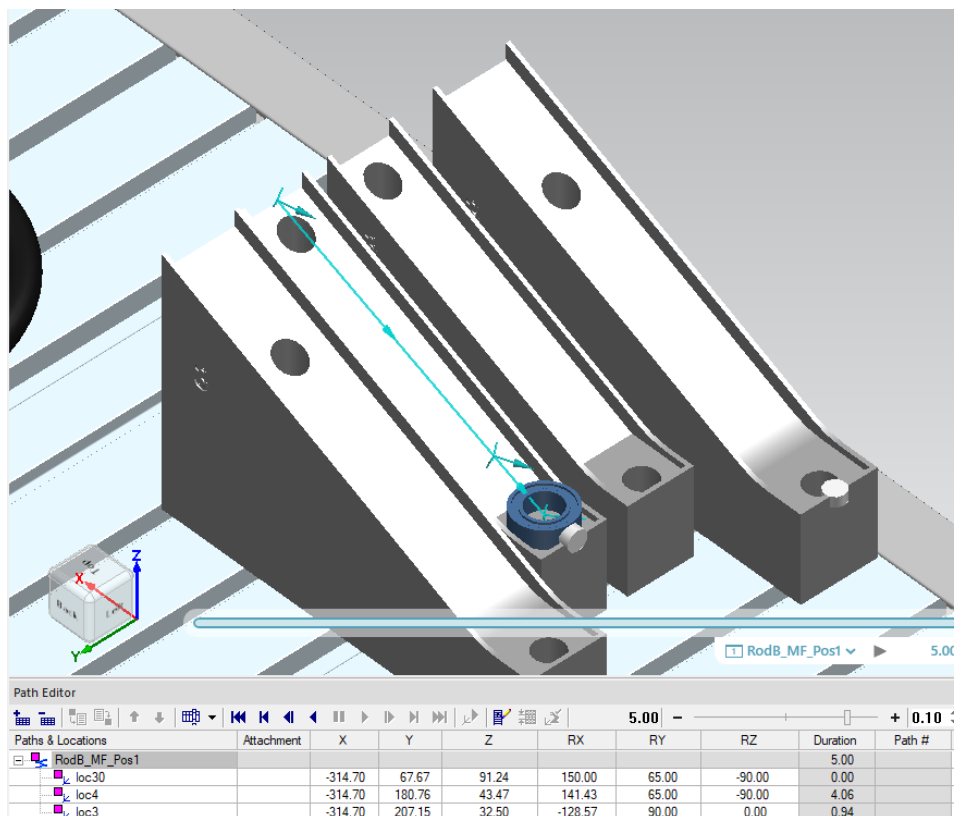 Z
X
Top
Back
Left
Y
1 RodB_MF_Pos1 5.00
Path Editor
5.00 0.10
Paths & Locations Attachment X Y Z RX RY RZ Duration Path #
RodB_MF_Pos1 5.00
loc30 -314.70 67.67 91.24 150.00 65.00 -90.00 0.00
loc4 -314.70 180.76 43.47 141.43 65.00 -90.00 4.06
loc3 -314.70 207.15 32.50 -128.57 90.00 0.00 0.94